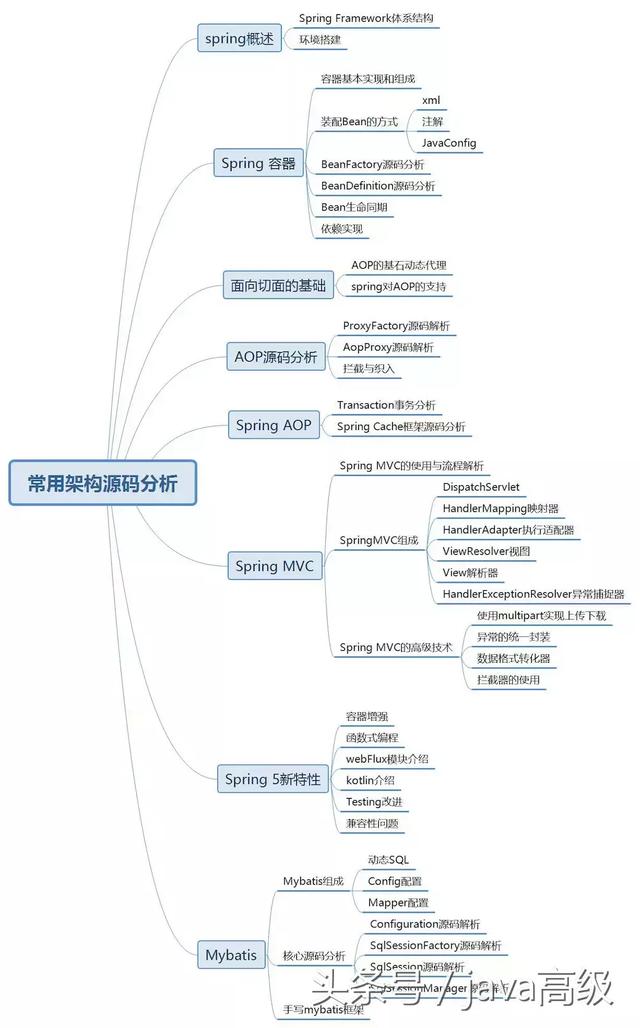 常用架构源码分析
spring概述
Spring Framework体系结构
环境搭建
Spring 容器
容器基本实现和组成
装配Bean的方式
xml
注解
JavaConfig
BeanFactory源码分析
BeanDefinition源码分析
Bean生命同期
依赖实现
面向切面的基础
AOP的基石动态代理
spring对AOP的支持
AOP源码分析
ProxyFactory源码解析
AopProxy源码解析
拦截与织入
Spring AOP
Transaction事务分析
Spring Cache框架源码分析
Spring MVC
Spring MVC的使用与流程解析
SpringMVC组成
DispatchServlet
HandlerMapping映射器
HandlerAdapter执行适配器
ViewResolver视图
View解析器
HandlerExceptionResolver异常捕捉器
Spring MVC的高级技术
使用multipart实现上传下载
异常的统一封装
数据格式转化器
拦截器的使用
Spring 5新特性
容器增强
函数式编程
webFlux模块介绍
kotlin介绍
Testing改进
兼容性问题
Mybatis
Mybatis组成
动态SQL
Config配置
Mapper配置
核心源码分析
Configuration源码解析
SqlSessionFactory源码解析
SqlSession源码解析
手写mybatis框架
头条号/java高级